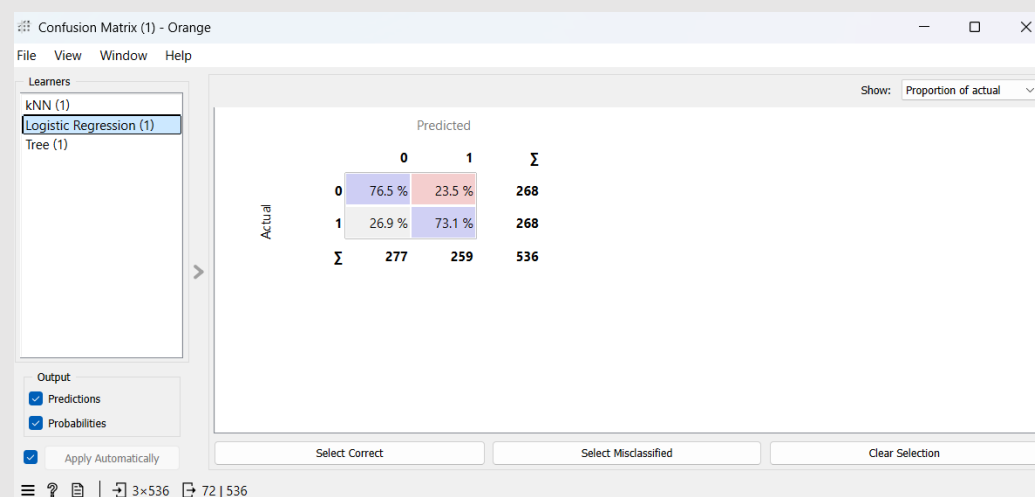 Confusion Matrix (1) - Orange
File View Window Help
Learners
kNN (1)
Logistic Regression (1)
Tree (1)
Show: Proportion of actual
Predicted
0 1 ∑
0 76.5 % 23.5 % 268
Actual
1 26.9 % 73.1 % 268
∑ 277 259 536
Output
Predictions
Probabilities
Apply Automatically
Select Correct Select Misclassified Clear Selection
3×536 72 | 536